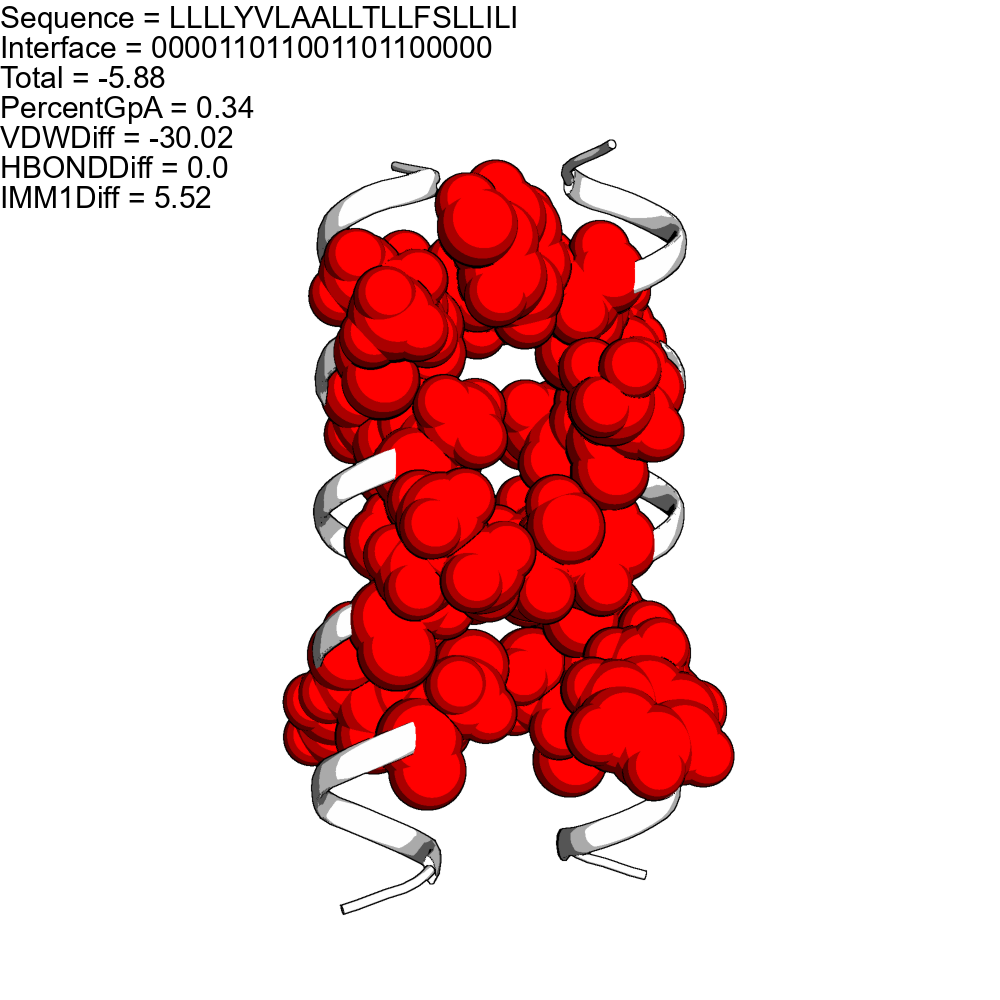 Sequence = LLLLYVLAALLTLLFSLLILI
Interface = 000011011001101100000
Total = -5.88
PercentGpA = 0.34
VDWDiff = -30.02
HBONDDiff = 0.0
IMM1Diff = 5.52